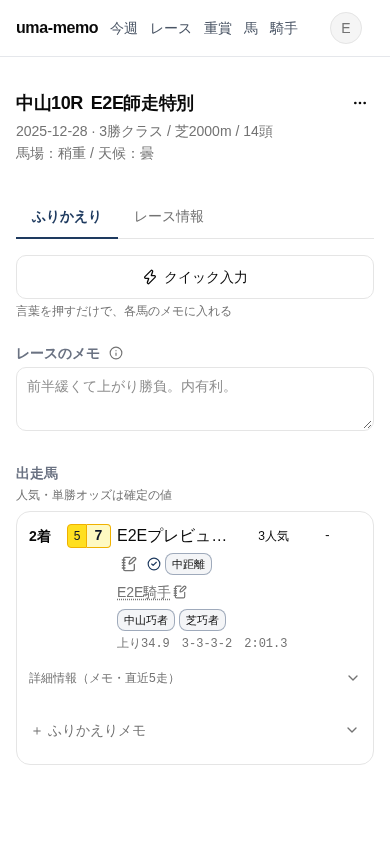 uma-memo 今週 レース 重賞 馬 騎手 E
中山10R E2E師走特別
2025-12-28 · 3勝クラス / 芝2000m / 14頭
馬場：稍重 / 天候：曇
ふりかえり レース情報
クイック入力
言葉を押すだけで、各馬のメモに入れる
レースのメモ
前半緩くて上がり勝負。内有利。
出走馬
人気・単勝オッズは確定の値
2着 5 7 E2Eプレビュ… 3人気 -
中距離
E2E騎手
中山巧者 芝巧者
上り34.9 3-3-3-2 2:01.3
詳細情報（メモ・直近5走）
＋ ふりかえりメモ